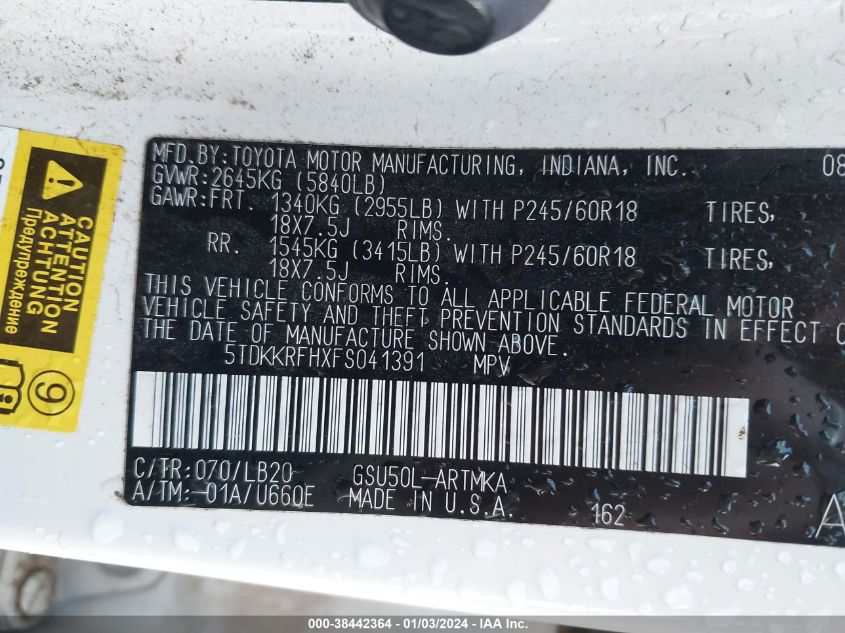 MFD.BY:TOYOTA MOTOR MANUFACTURING, INDIANA, INC. 08
GVWR:2645KG (5840LB)
GAWR:FRT. 1340KG (2955LB) WITH P245/60R18 TIRES,
18X7.5J RIMS.
RR. 1545KG (3415LB) WITH P245/60R18 TIRES,
18X7.5J RIMS.
THIS VEHICLE CONFORMS TO ALL APPLICABLE FEDERAL MOTOR
VEHICLE SAFETY AND THEFT PREVENTION STANDARDS IN EFFECT O
THE DATE OF MANUFACTURE SHOWN ABOVE.
5TDKKRFHXFS041391 MPV
C/TR:070/LB20 GSU50L-ARTMKA
A/TM:-01A/U660E MADE IN U.S.A. 162 A
CAUTION
ATTENTION
ACHTUNG
Предупреждение
9
000-38442364 - 01/03/2024 - IAA Inc.